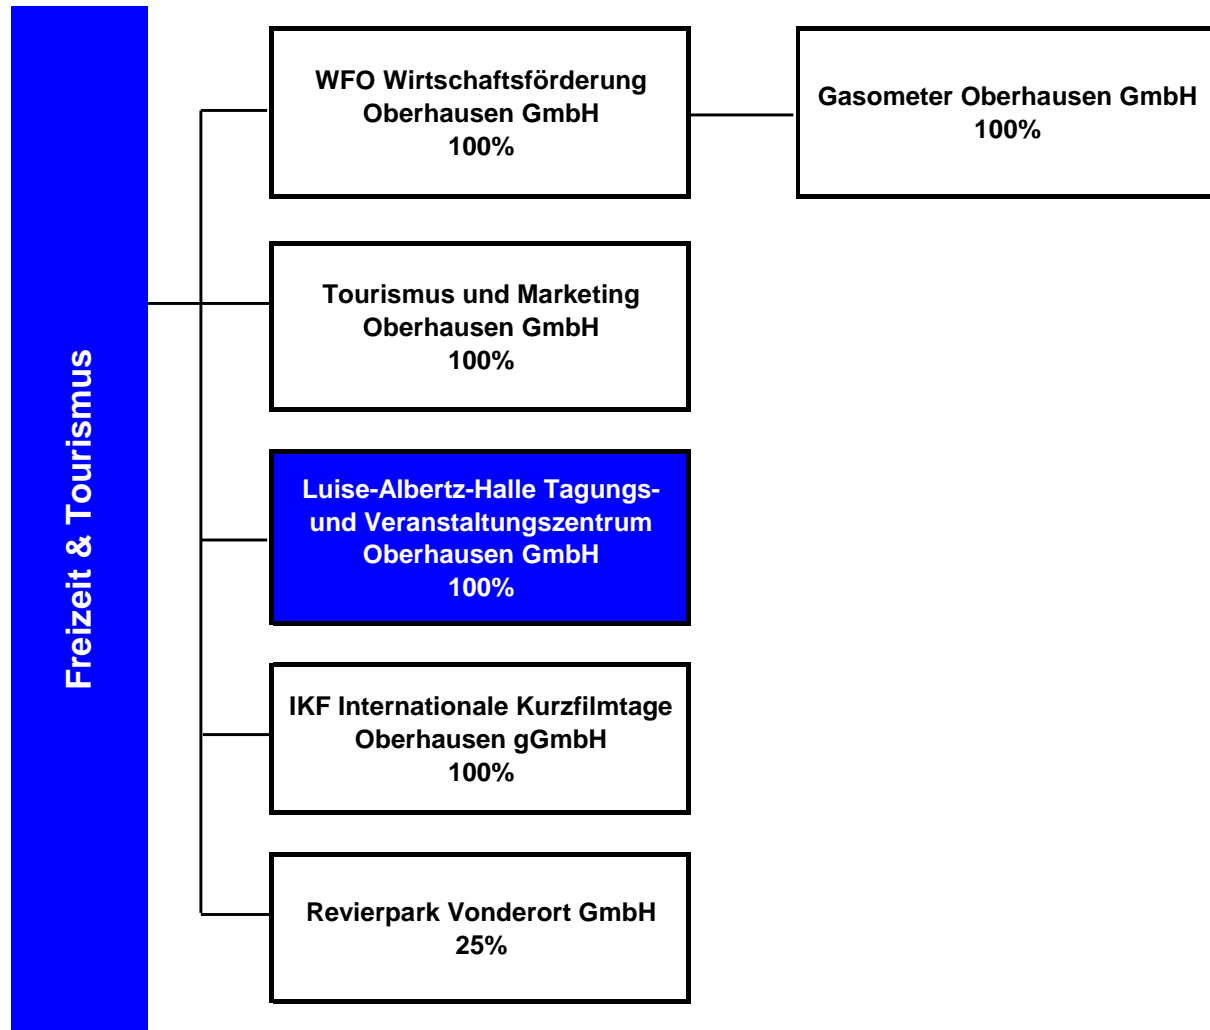 Freizeit & Tourismus
WFO Wirtschaftsförderung
Oberhausen GmbH
100%
Gasometer Oberhausen GmbH
100%
Tourismus und Marketing
Oberhausen GmbH
100%
Luise-Albertz-Halle Tagungs-
und Veranstaltungszentrum
Oberhausen GmbH
100%
IKF Internationale Kurzfilmtage
Oberhausen gGmbH
100%
Revierpark Vonderort GmbH
25%